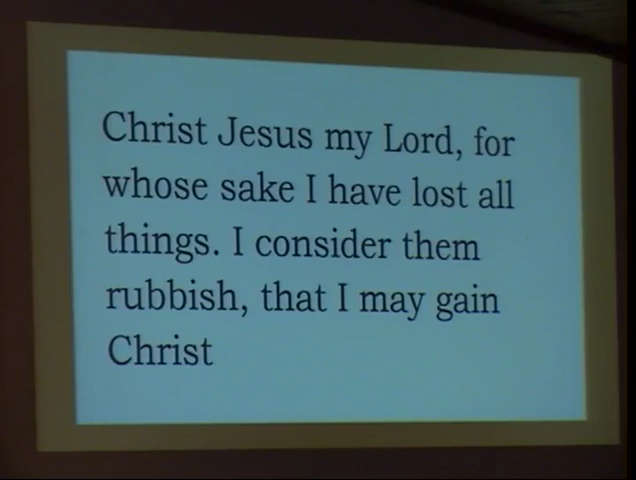 Christ Jesus my Lord, for
whose sake I have lost all
things. I consider them
rubbish, that I may gain
Christ